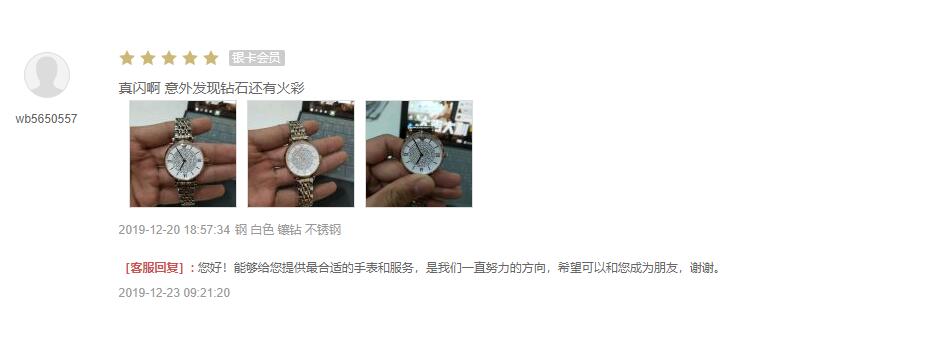 银卡会员
真闪啊 意外发现钻石还有火彩
wb5650557
2019-12-20 18:57:34 钢 白色 镶钻 不锈钢
[客服回复]：您好！能够给您提供最合适的手表和服务，是我们一直努力的方向，希望可以和您成为朋友，谢谢。
2019-12-23 09:21:20